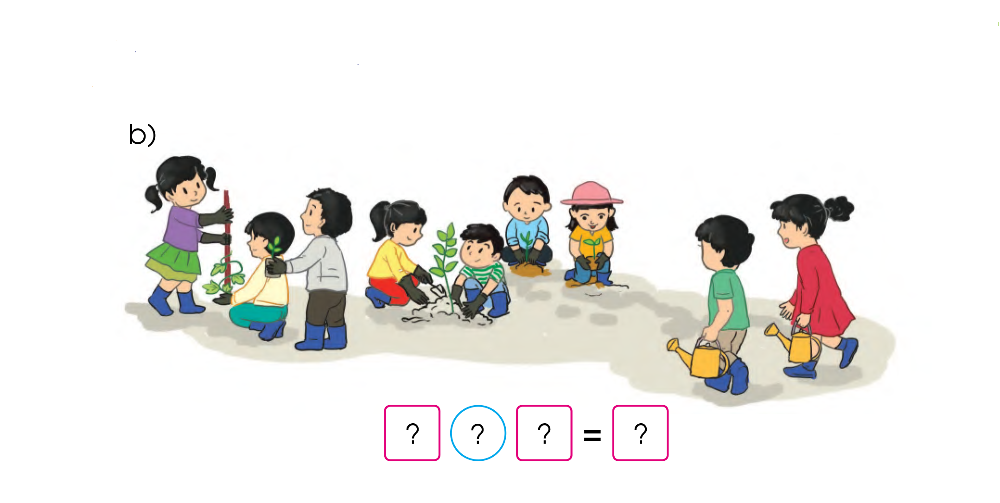 b)
? ? ? = ?